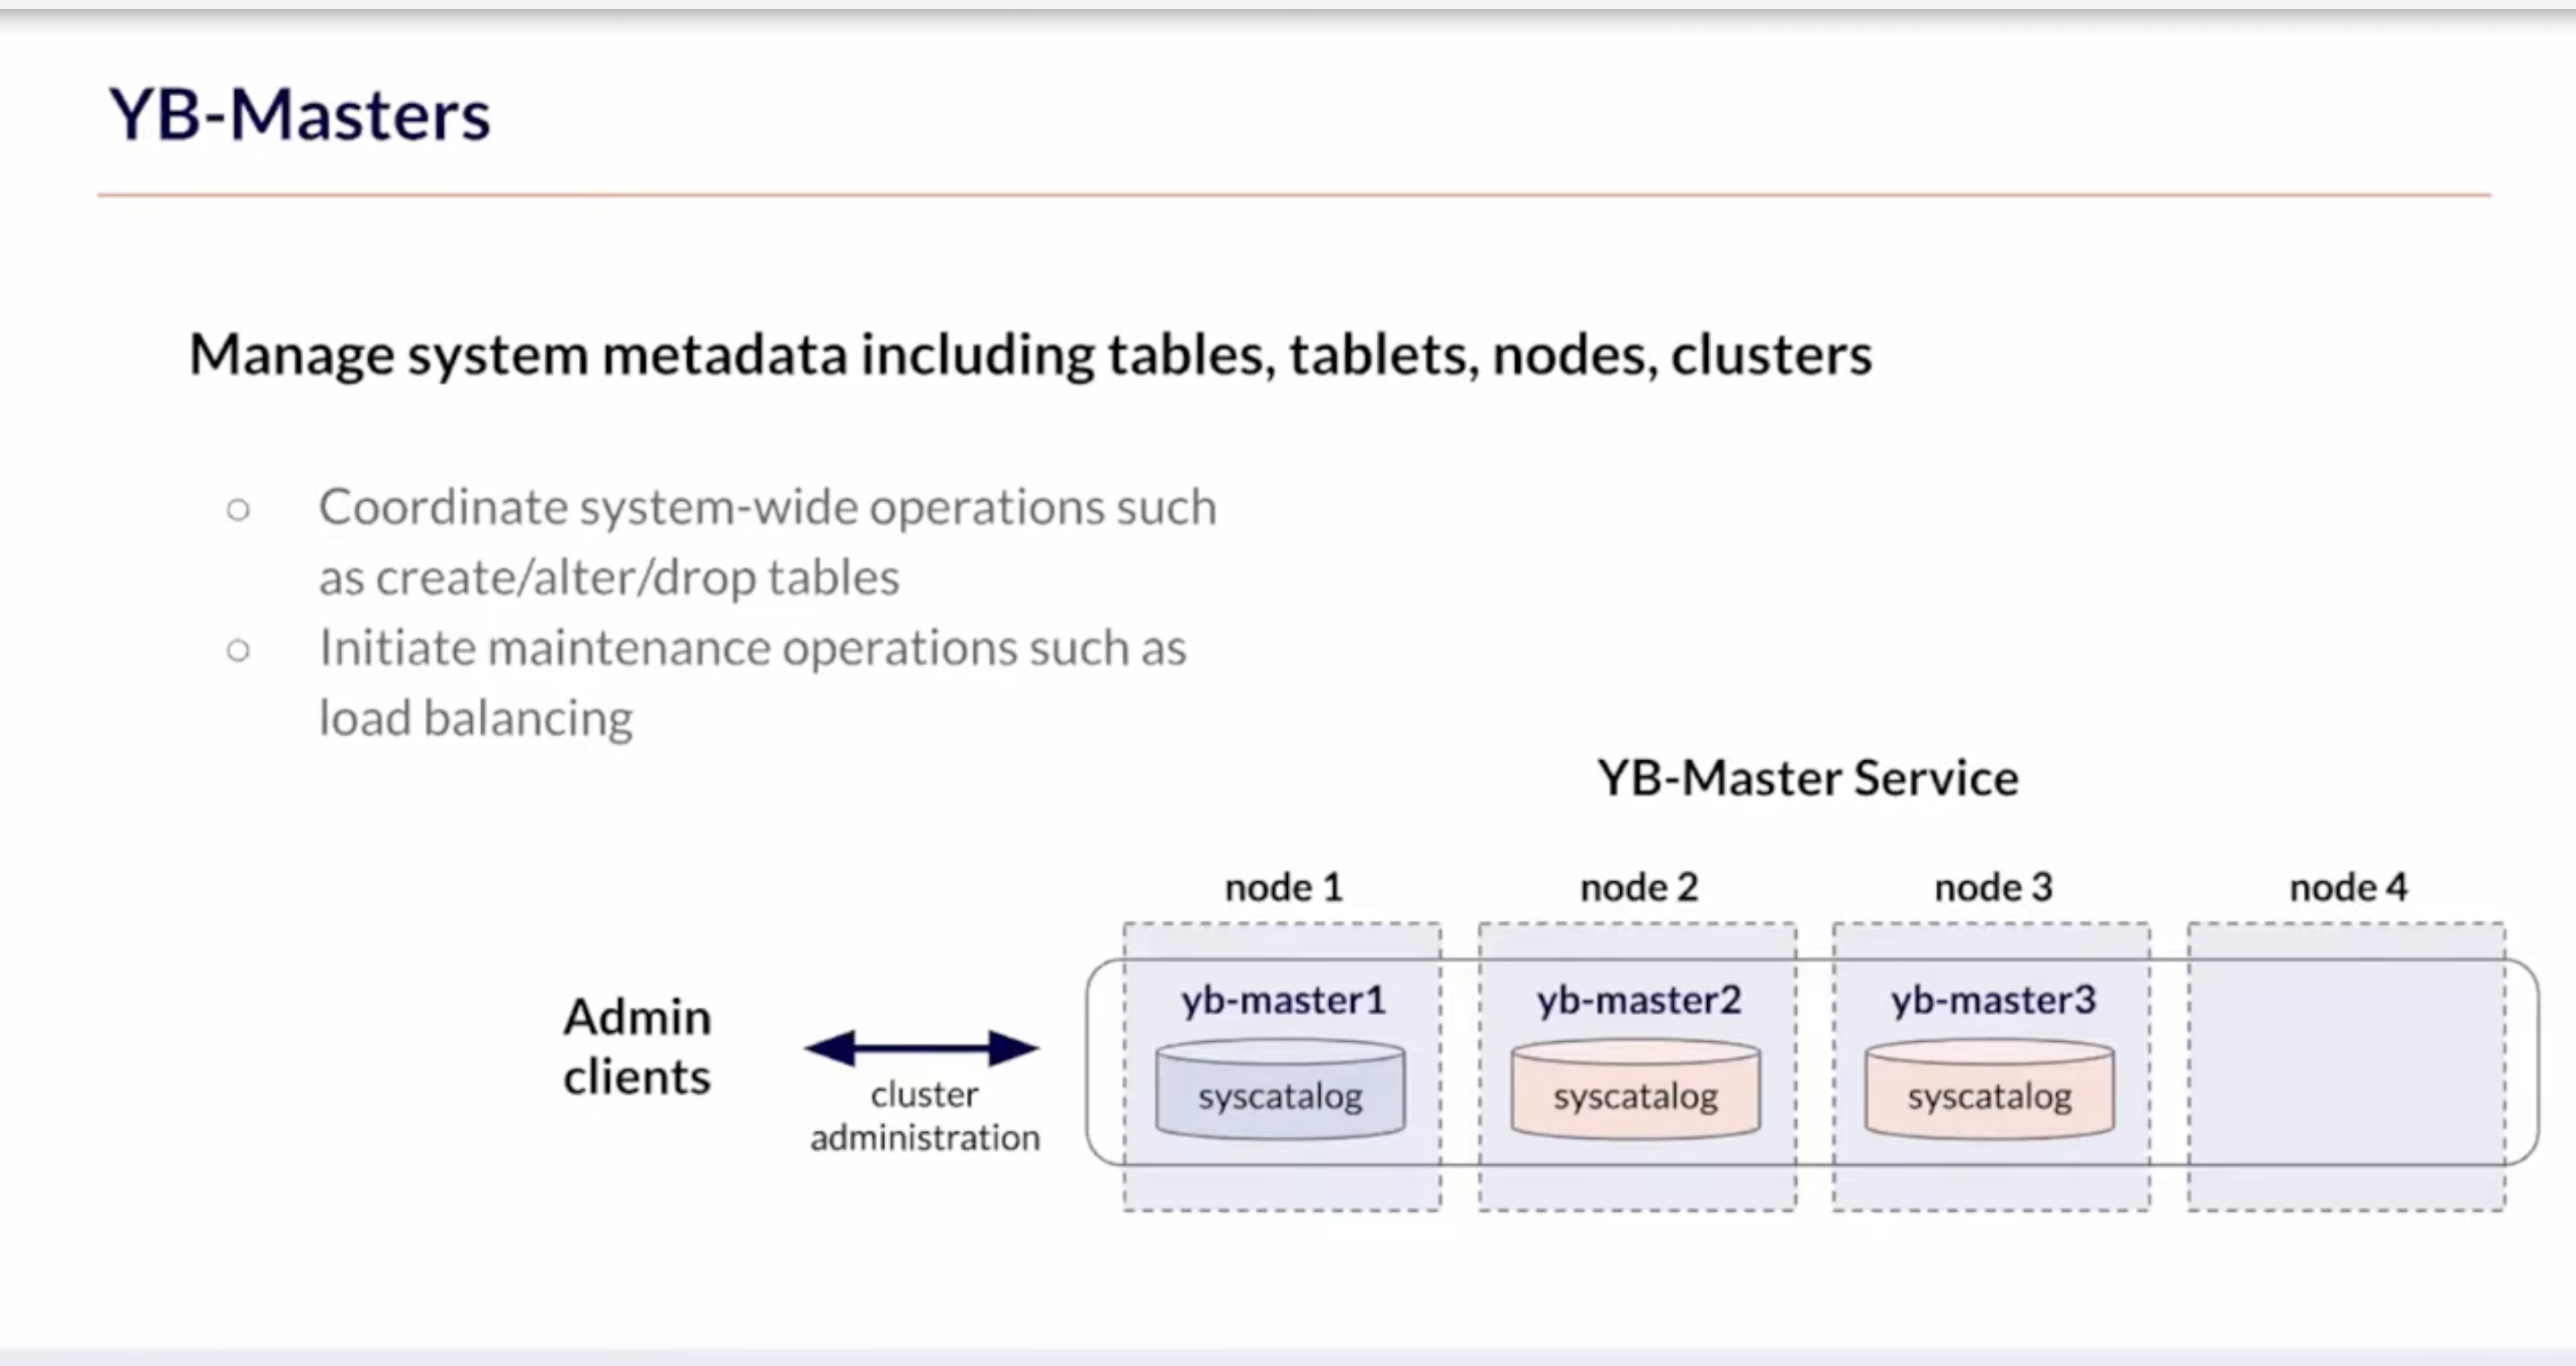 YB-Masters
Manage system metadata including tables, tablets, nodes, clusters
Coordinate system-wide operations such
as create/alter/drop tables
Initiate maintenance operations such as
load balancing
YB-Master Service
node 1
node 2
node 3
node 4
yb-master1
yb-master2
yb-master3
syscatalog
syscatalog
syscatalog
Admin
clients
cluster
administration